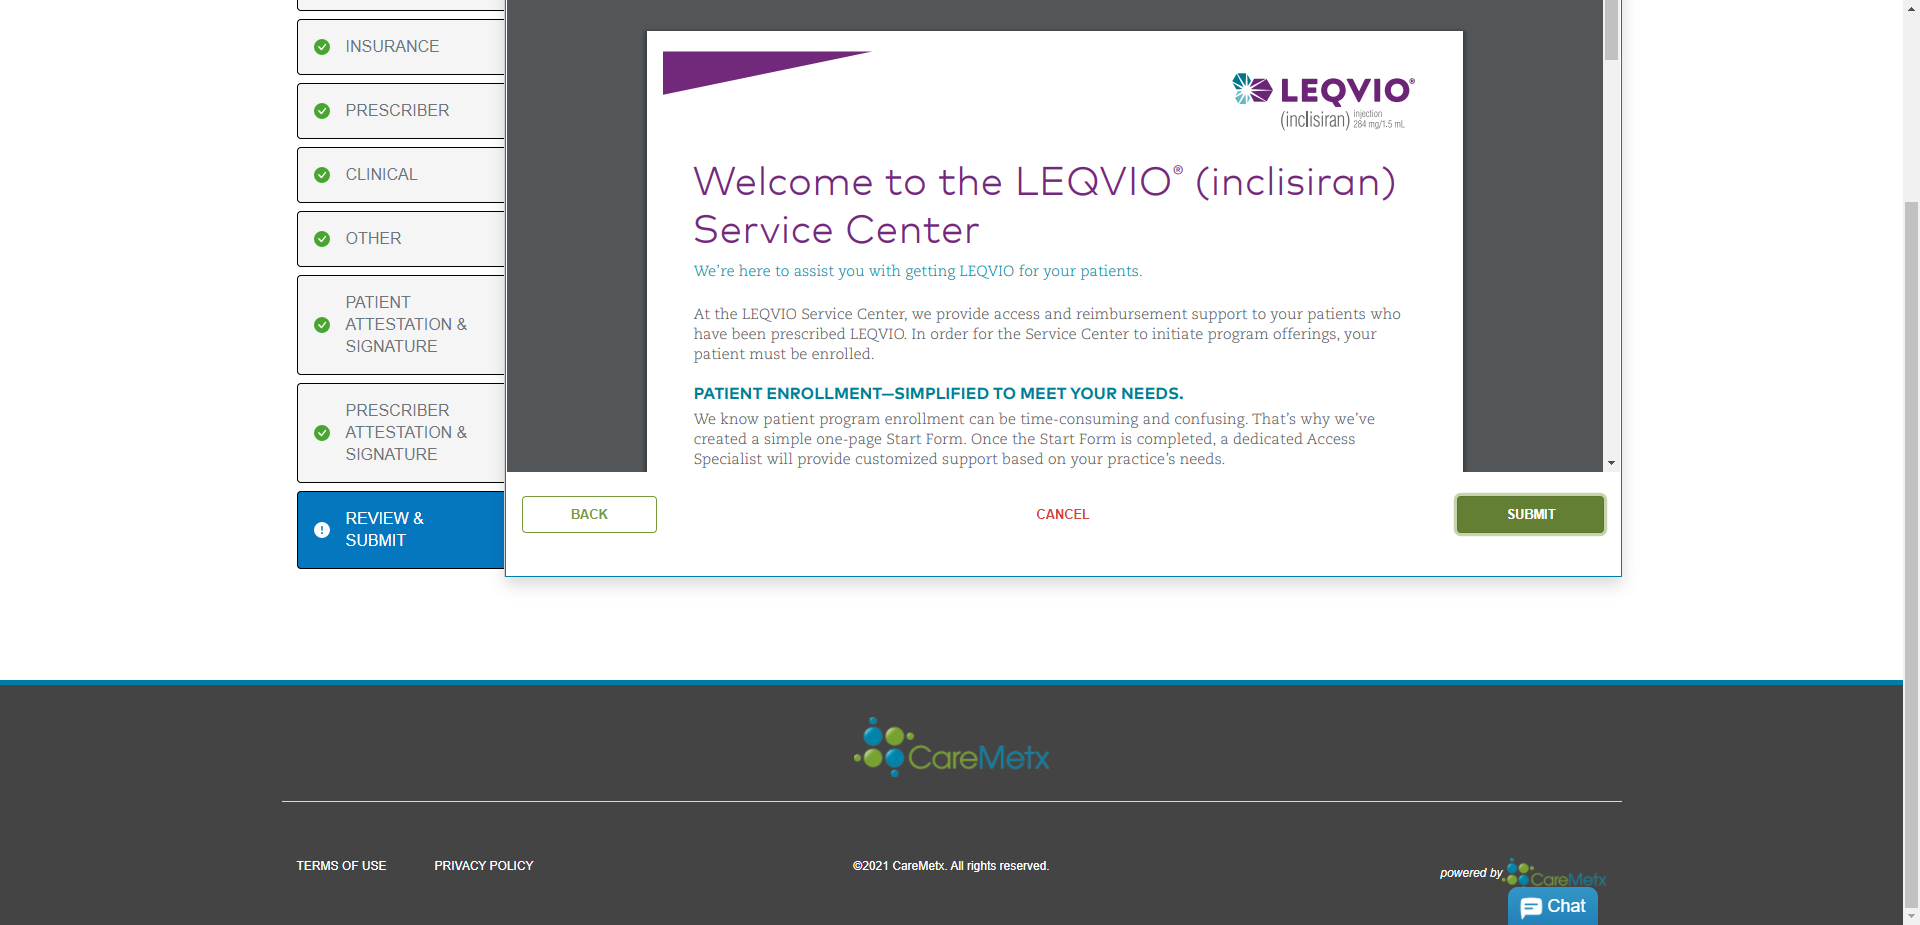 INSURANCE
PRESCRIBER
CLINICAL
OTHER
PATIENT
ATTESTATION &
SIGNATURE
PRESCRIBER
ATTESTATION &
SIGNATURE
REVIEW &
SUBMIT
LEQVIO®
(inclisiran) injection
284 mg/1.5 mL
Welcome to the LEQVIO® (inclisiran)
Service Center
We're here to assist you with getting LEQVIO for your patients.
At the LEQVIO Service Center, we provide access and reimbursement support to your patients who
have been prescribed LEQVIO. In order for the Service Center to initiate program offerings, your
patient must be enrolled.
PATIENT ENROLLMENT—SIMPLIFIED TO MEET YOUR NEEDS.
We know patient program enrollment can be time-consuming and confusing. That's why we've
created a simple one-page Start Form. Once the Start Form is completed, a dedicated Access
Specialist will provide customized support based on your practice's needs.
BACK
CANCEL
SUBMIT
CareMetx
TERMS OF USE
PRIVACY POLICY
©2021 CareMetx. All rights reserved.
powered by CareMetx
Chat